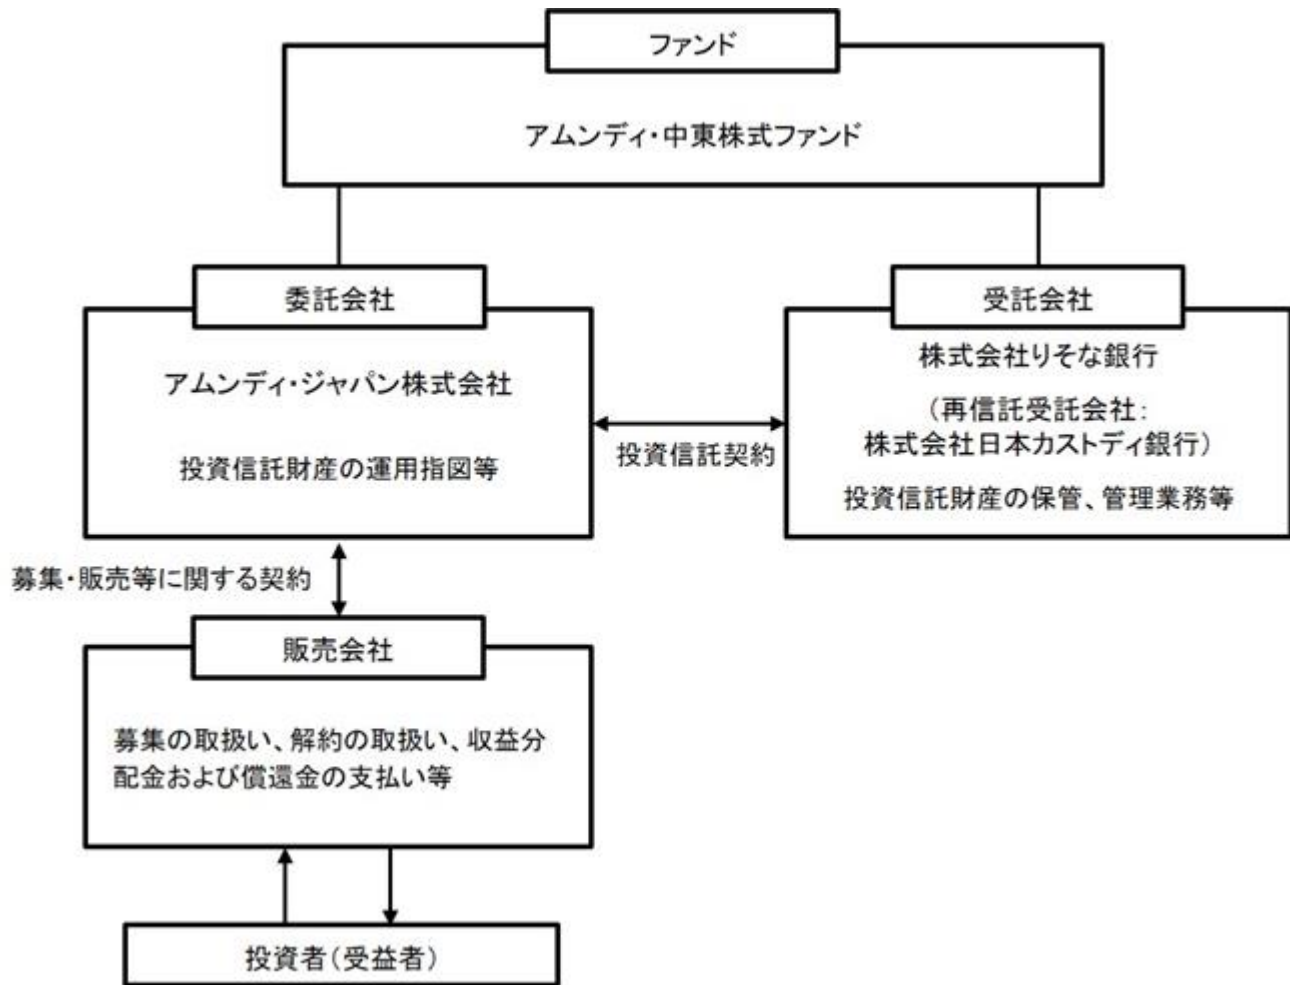 ファンド
アムンディ・中東株式ファンド
委託会社
アムンディ・ジャパン株式会社
投資信託財産の運用指図等
投資信託契約
受託会社
株式会社りそな銀行
（再信託受託会社：
株式会社日本カストディ銀行）
投資信託財産の保管、管理業務等
募集・販売等に関する契約
販売会社
募集の取扱い、解約の取扱い、収益分
配金および償還金の支払い等
投資者（受益者）